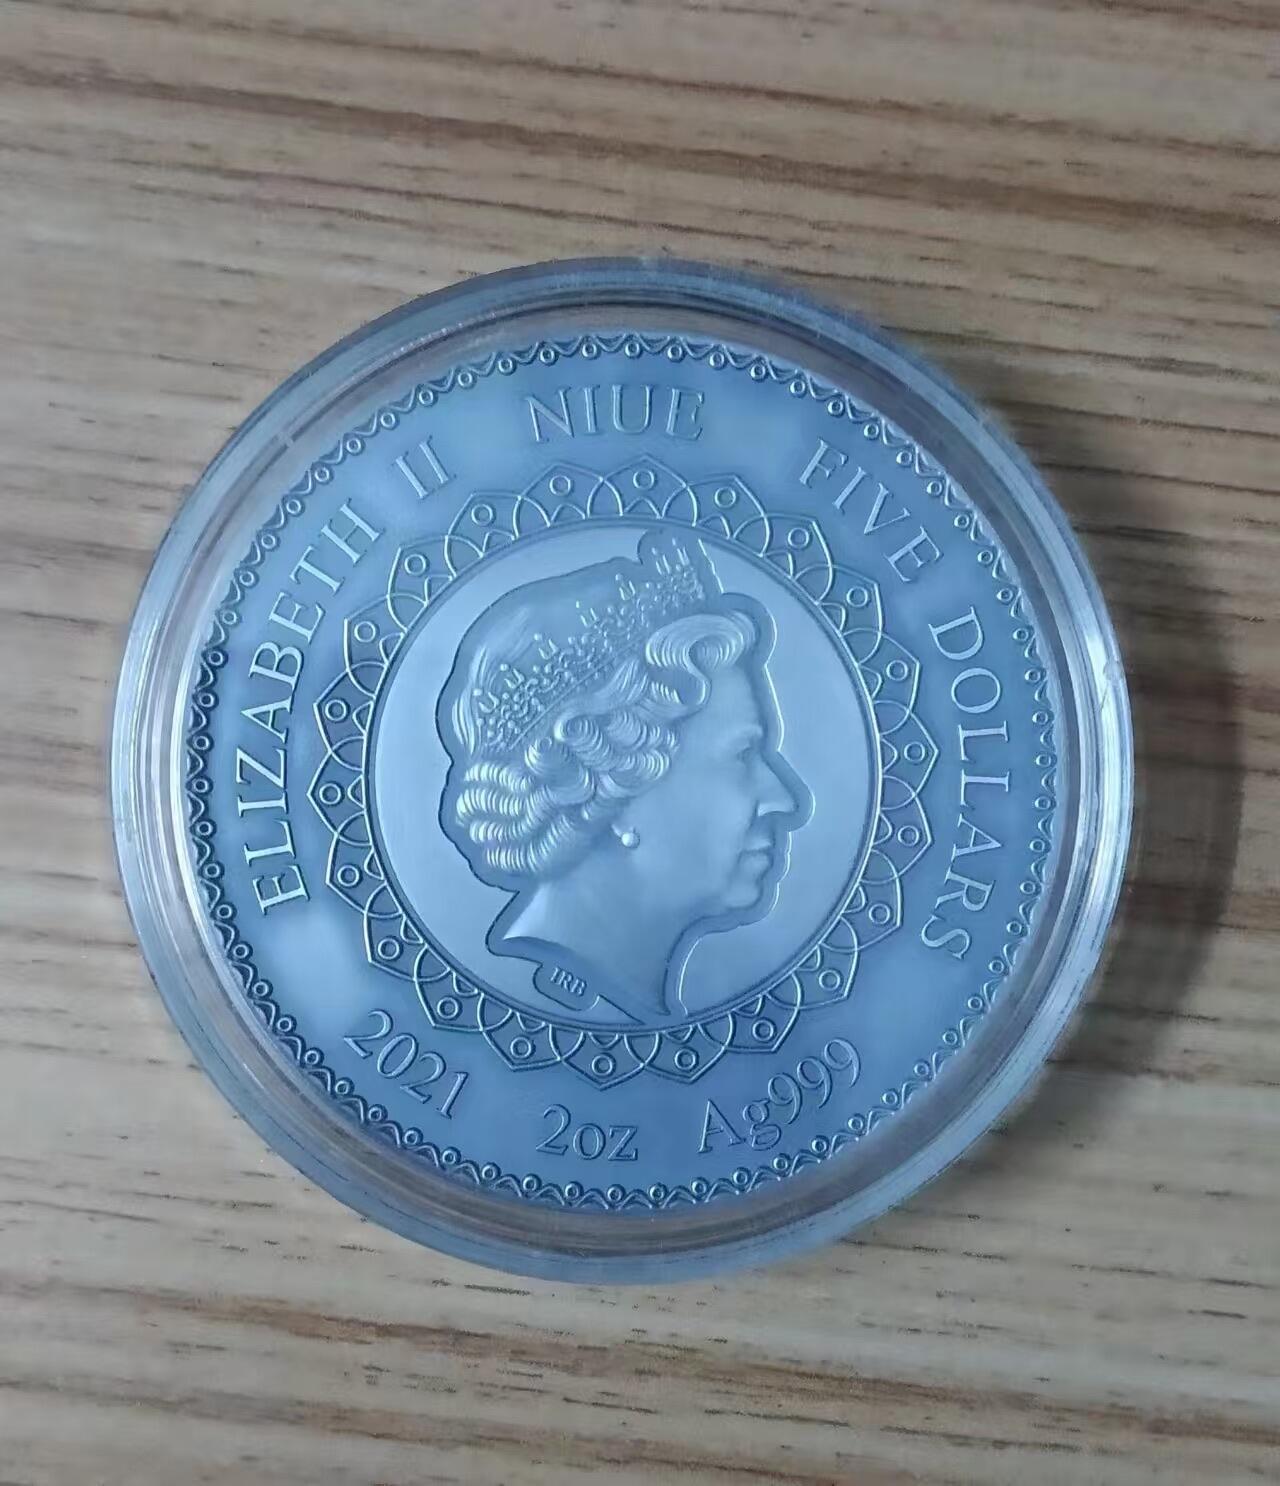 ELIZABETH II NIUE FIVE DOLLARS
IRB
2021 2oz Ag999